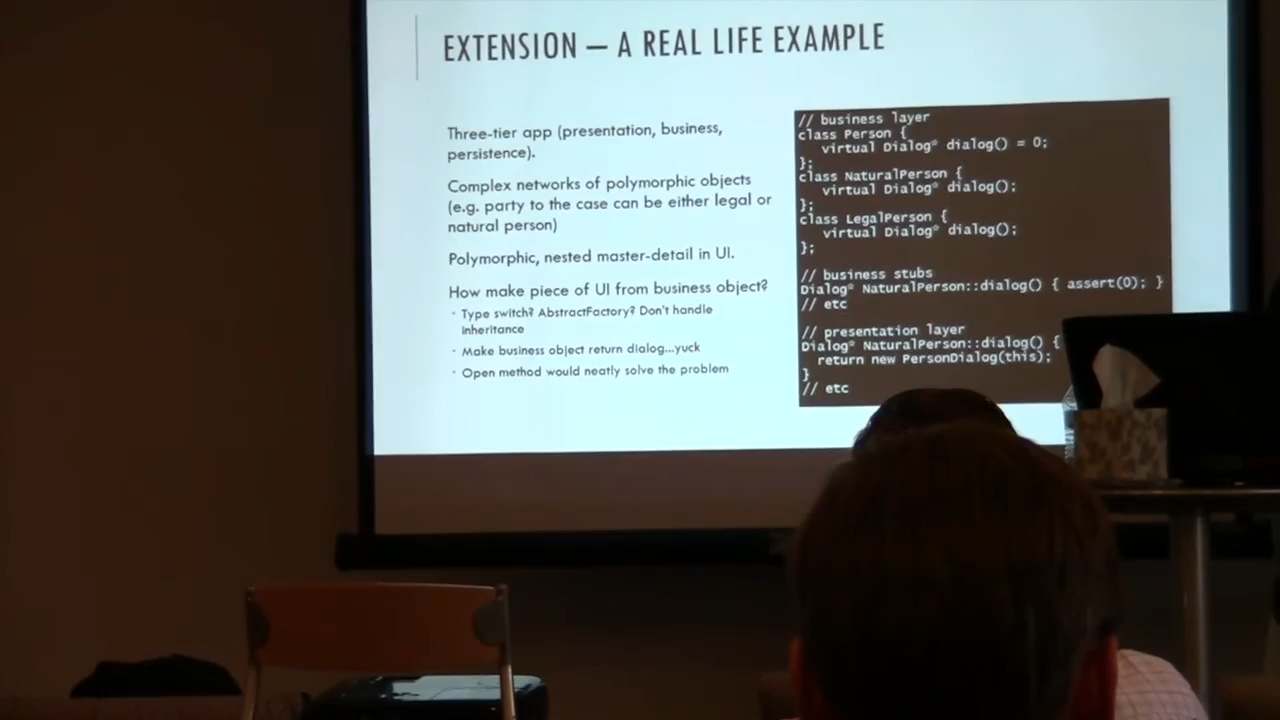 EXTENSION – A REAL LIFE EXAMPLE
Three-tier app (presentation, business,
persistence).
Complex networks of polymorphic objects
(e.g. party to the case can be either legal or
natural person)
Polymorphic, nested master-detail in UI.
How make piece of UI from business object?
Type switch? AbstractFactory? Don't handle
inheritance
Make business object return dialog...yuck
Open method would neatly solve the problem
// business layer
class Person {
virtual Dialog* dialog() = 0;
};
class NaturalPerson {
virtual Dialog* dialog();
};
class LegalPerson {
virtual Dialog* dialog();
};
// business stubs
Dialog* NaturalPerson::dialog() { assert(0); }
// etc
// presentation layer
Dialog* NaturalPerson::dialog() {
return new PersonDialog(this);
}
// etc